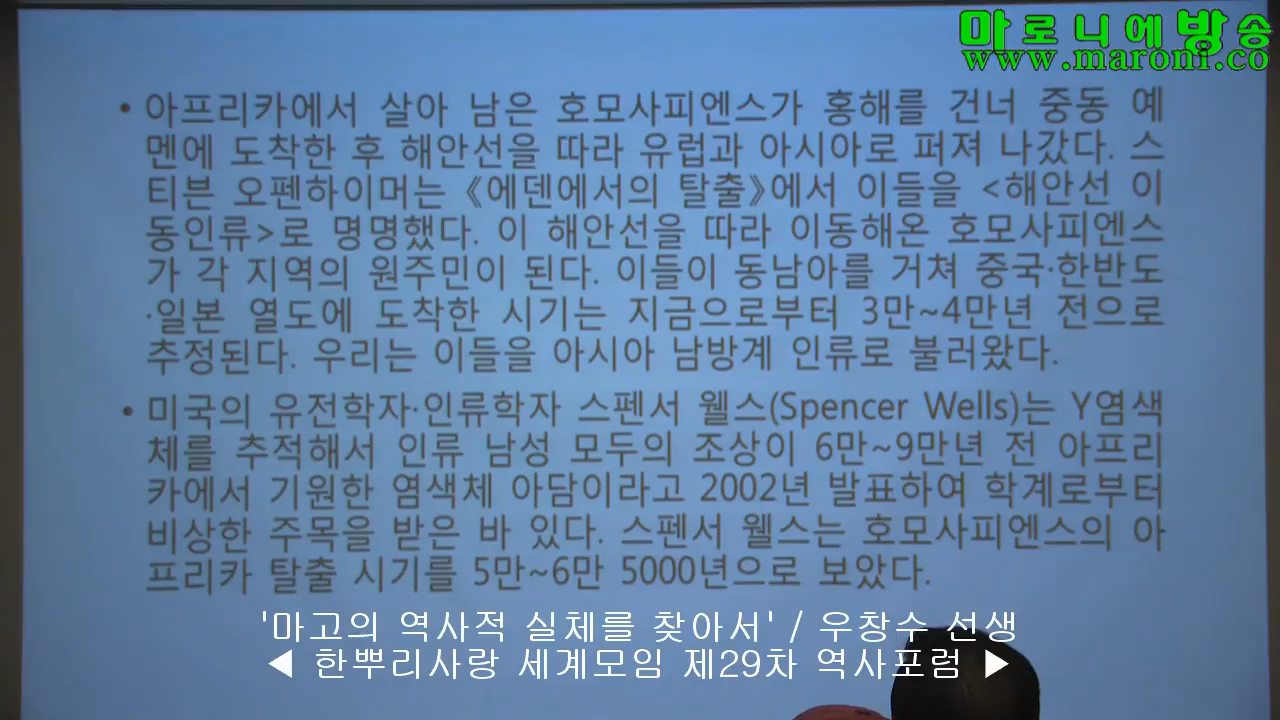 마로니에방송
www.maroni.co
• 아프리카에서 살아 남은 호모사피엔스가 홍해를 건너 중동 예
멘에 도착한 후 해안선을 따라 유럽과 아시아로 퍼져 나갔다. 스
티븐 오펜하이머는 《에덴에서의 탈출》에서 이들을 <해안선 이
동인류>로 명명했다. 이 해안선을 따라 이동해온 호모사피엔스
가 각 지역의 원주민이 된다. 이들이 동남아를 거쳐 중국·한반도
·일본 열도에 도착한 시기는 지금으로부터 3만~4만년 전으로
추정된다. 우리는 이들을 아시아 남방계 인류로 불러왔다.
• 미국의 유전학자·인류학자 스펜서 웰스(Spencer Wells)는 Y염색
체를 추적해서 인류 남성 모두의 조상이 6만~9만년 전 아프리
카에서 기원한 염색체 아담이라고 2002년 발표하여 학계로부터
비상한 주목을 받은 바 있다. 스펜서 웰스는 호모사피엔스의 아
프리카 탈출 시기를 5만~6만 5000년으로 보았다.
'마고의 역사적 실체를 찾아서' / 우창수 선생
◀ 한뿌리사랑 세계모임 제29차 역사포럼 ▶